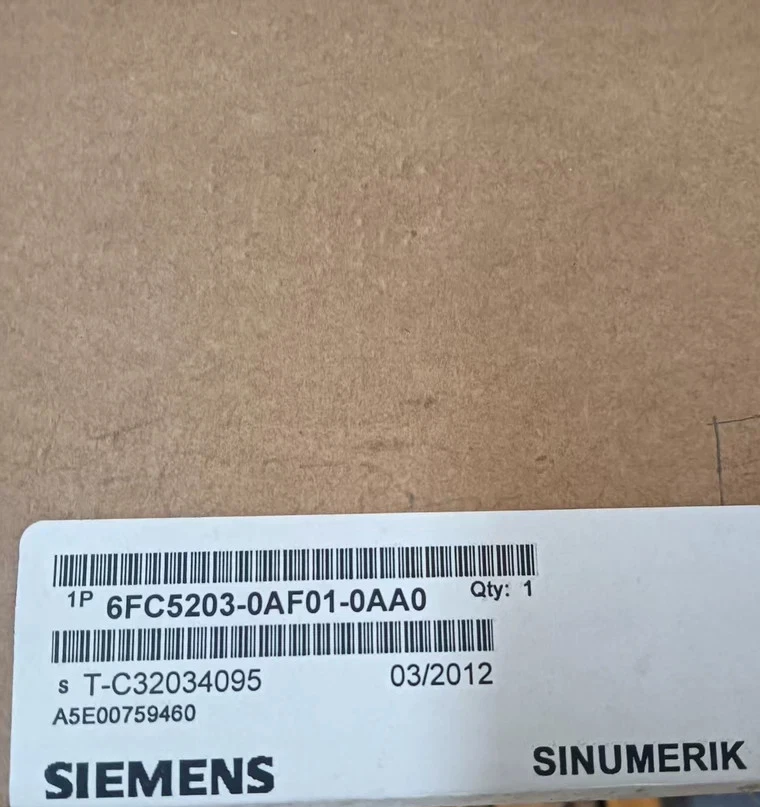 1P 6FC5203-0AF01-0AA0 Qty: 1
S T-C32034095 03/2012
A5E00759460
SIEMENS SINUMERIK